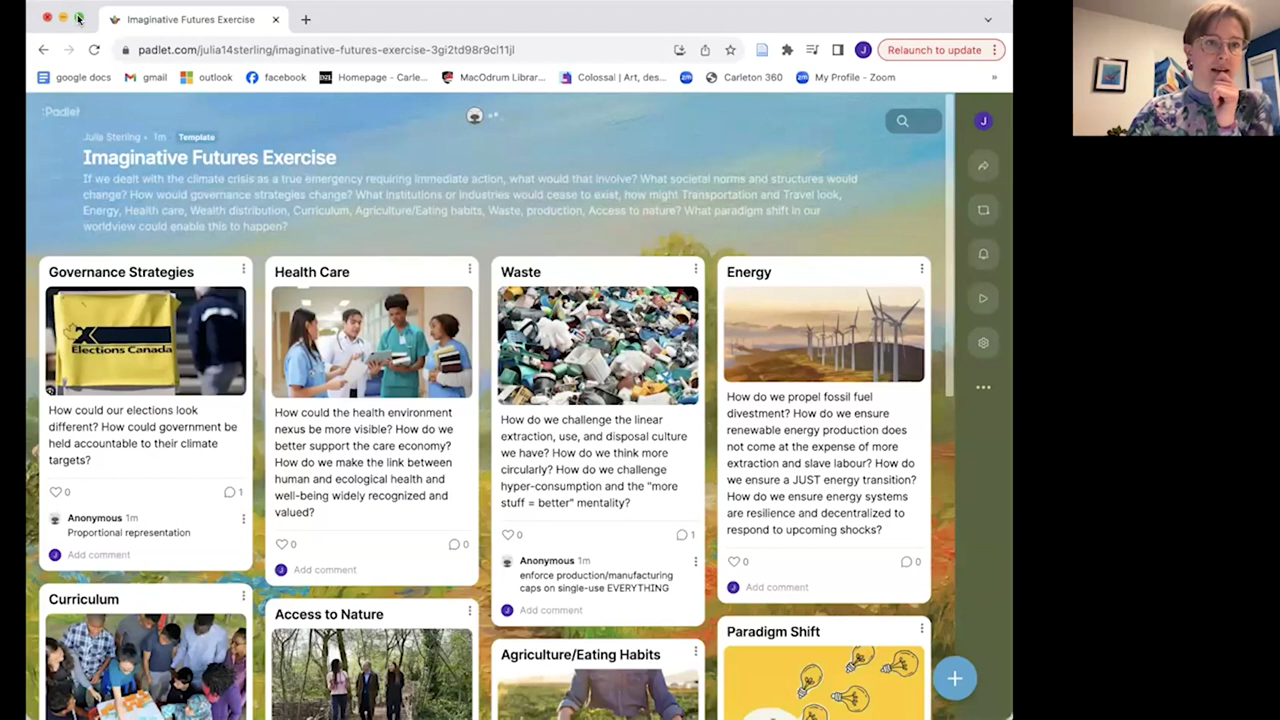 Imaginative Futures Exercise
padlet.com/julia14sterling/imaginative-futures-exercise-3gi2td98r9cl11jl
J
Relaunch to update
google docs
gmail
outlook
facebook
Homepage - Carle...
MacOdrum Librar...
Colossal | Art, des...
Carleton 360
My Profile - Zoom
»
:Padlet
Julia Sterling • 1m
Template
Imaginative Futures Exercise
If we dealt with the climate crisis as a true emergency requiring immediate action, what would that involve? What societal norms and structures would
change? How would governance strategies change? What institutions or industries would cease to exist, how might Transportation and Travel look,
Energy, Health care, Wealth distribution, Curriculum, Agriculture/Eating habits, Waste, production, Access to nature? What paradigm shift in our
worldview could enable this to happen?
J
Governance Strategies
Elections Canada
How could our elections look
different? How could government be
held accountable to their climate
targets?
0
1
Anonymous 1m
Proportional representation
J
Add comment
Curriculum
Health Care
How could the health environment
nexus be more visible? How do we
better support the care economy?
How do we make the link between
human and ecological health and
well-being widely recognized and
valued?
0
0
J
Add comment
Access to Nature
Waste
How do we challenge the linear
extraction, use, and disposal culture
we have? How do we think more
circularly? How do we challenge
hyper-consumption and the "more
stuff = better" mentality?
0
1
Anonymous 1m
enforce production/manufacturing
caps on single-use EVERYTHING
J
Add comment
Agriculture/Eating Habits
Energy
How do we propel fossil fuel
divestment? How do we ensure
renewable energy production does
not come at the expense of more
extraction and slave labour? How do
we ensure a JUST energy transition?
How do we ensure energy systems
are resilience and decentralized to
respond to upcoming shocks?
0
0
J
Add comment
Paradigm Shift